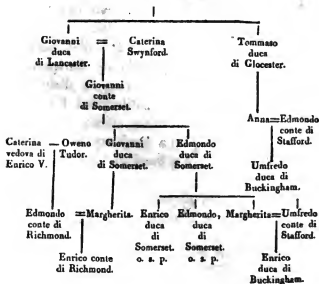 Giovanni = Caterina Tommaso
duca Swynford. duca
di Lancaster. di Glocester.
Giovanni
conte
di Somerset.
Anna=Edmondo
conte di
Stafford.
Caterina — Oweno Giovanni Edmondo
vedova di Tudor. duca duca di
Enrico V. di Somerset. Somerset.
Umfredo
duca di
Buckingham.
Edmondo =Margherita. Enrico Edmondo, Margherita=Umfredo
conte di duca duca conte di
Richmond. di di Stafford.
Somerset. Somerset.
Enrico conte o. s. p. o. s. p. Enrico
di Richmond. duca di
Buckingham.